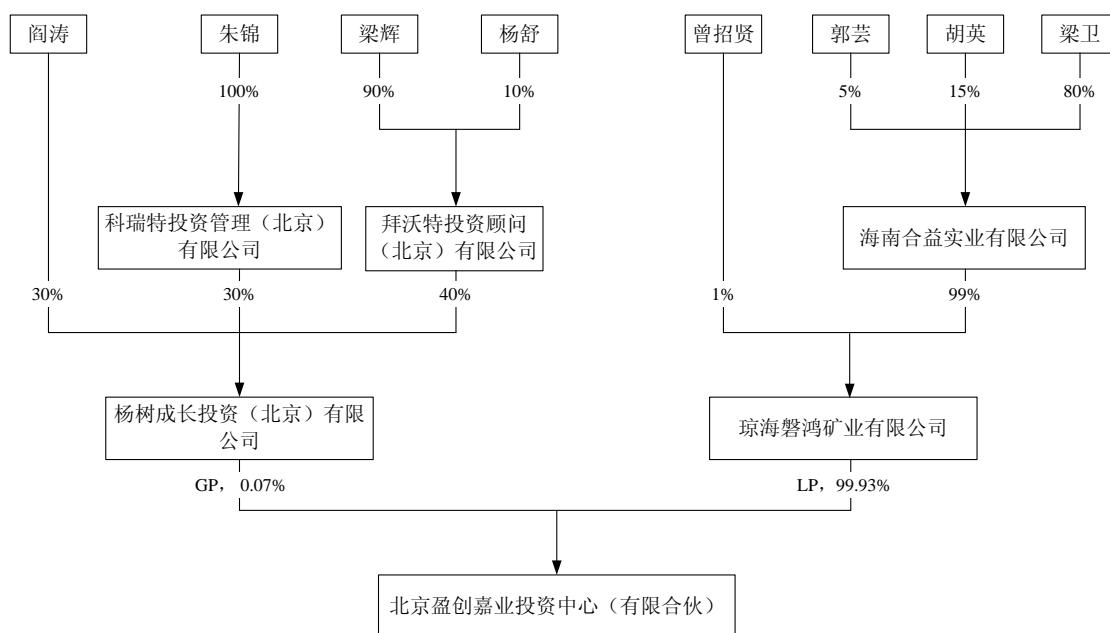 阎涛
朱锦
梁辉
杨舒
曾招贤
郭芸
胡英
梁卫
100%
90%
10%
5%
15%
80%
科瑞特投资管理（北京）
有限公司
拜沃特投资顾问
（北京）有限公司
海南合益实业有限公司
30%
30%
40%
1%
99%
杨树成长投资（北京）有限
公司
琼海磐鸿矿业有限公司
GP， 0.07%
LP，99.93%
北京盈创嘉业投资中心（有限合伙）